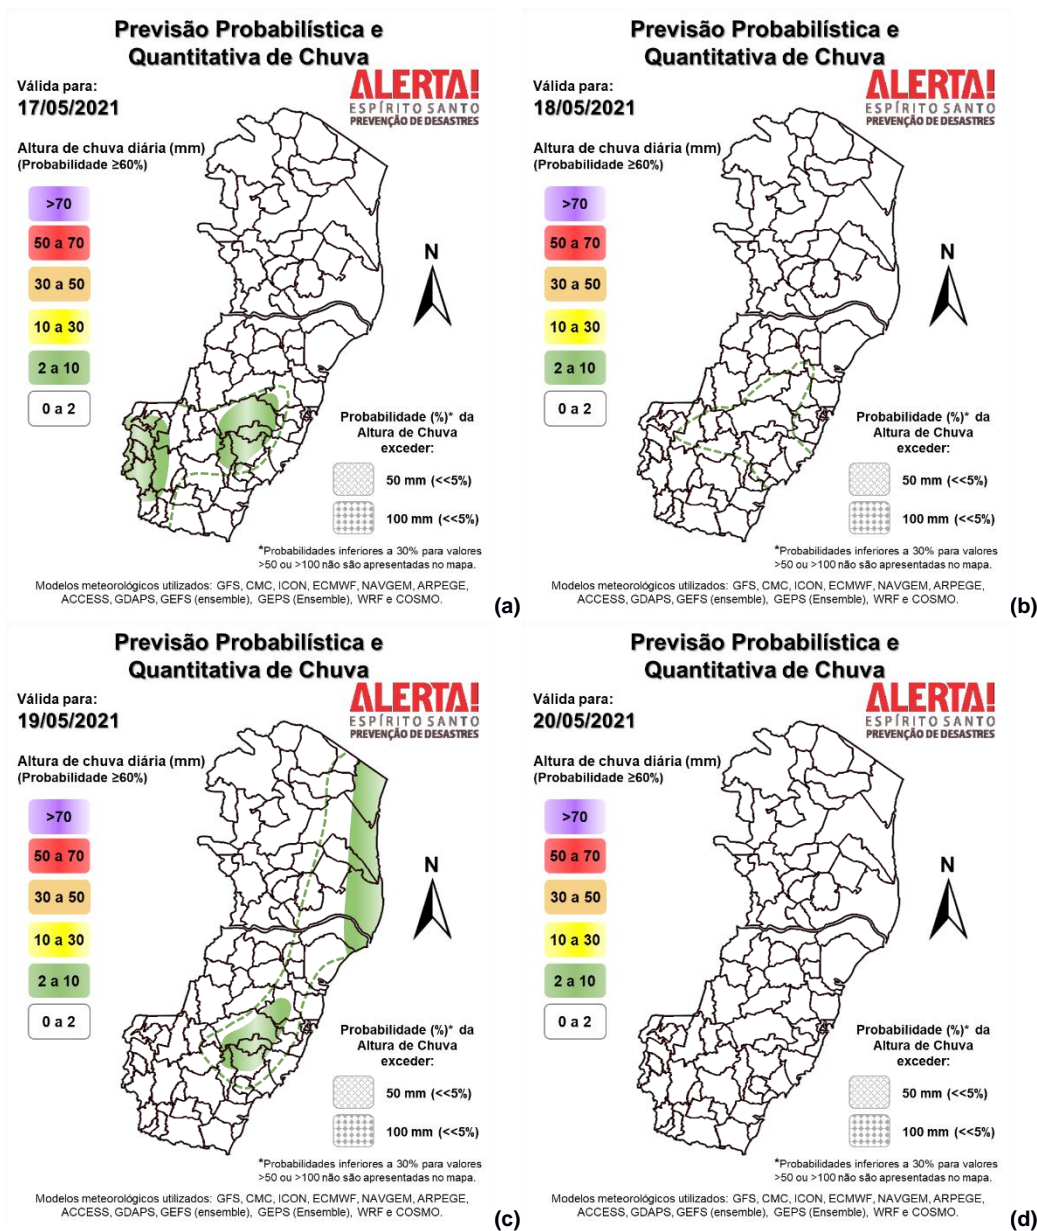 Previsão Probabilística e
Quantitativa de Chuva
Válida para:
17/05/2021
ALERTA!
ESPÍRITO SANTO
PREVENÇÃO DE DESASTRES
Altura de chuva diária (mm)
(Probabilidade ≥60%)
>70
50 a 70
30 a 50
10 a 30
2 a 10
0 a 2
N
Probabilidade (%)* da
Altura de Chuva
exceder:
50 mm (<<5%)
100 mm (<<5%)
*Probabilidades inferiores a 30% para valores
>50 ou >100 não são apresentadas no mapa.
Modelos meteorológicos utilizados: GFS, CMC, ICON, ECMWF, NAVGEM, ARPEGE,
ACCESS, GDAPS, GEFS (ensemble), GEPS (Ensemble), WRF e COSMO.
(a)
Previsão Probabilística e
Quantitativa de Chuva
Válida para:
18/05/2021
ALERTA!
ESPÍRITO SANTO
PREVENÇÃO DE DESASTRES
Altura de chuva diária (mm)
(Probabilidade ≥60%)
>70
50 a 70
30 a 50
10 a 30
2 a 10
0 a 2
N
Probabilidade (%)* da
Altura de Chuva
exceder:
50 mm (<<5%)
100 mm (<<5%)
*Probabilidades inferiores a 30% para valores
>50 ou >100 não são apresentadas no mapa.
Modelos meteorológicos utilizados: GFS, CMC, ICON, ECMWF, NAVGEM, ARPEGE,
ACCESS, GDAPS, GEFS (ensemble), GEPS (Ensemble), WRF e COSMO.
(b)
Previsão Probabilística e
Quantitativa de Chuva
Válida para:
19/05/2021
ALERTA!
ESPÍRITO SANTO
PREVENÇÃO DE DESASTRES
Altura de chuva diária (mm)
(Probabilidade ≥60%)
>70
50 a 70
30 a 50
10 a 30
2 a 10
0 a 2
N
Probabilidade (%)* da
Altura de Chuva
exceder:
50 mm (<<5%)
100 mm (<<5%)
*Probabilidades inferiores a 30% para valores
>50 ou >100 não são apresentadas no mapa.
Modelos meteorológicos utilizados: GFS, CMC, ICON, ECMWF, NAVGEM, ARPEGE,
ACCESS, GDAPS, GEFS (ensemble), GEPS (Ensemble), WRF e COSMO.
(c)
Previsão Probabilística e
Quantitativa de Chuva
Válida para:
20/05/2021
ALERTA!
ESPÍRITO SANTO
PREVENÇÃO DE DESASTRES
Altura de chuva diária (mm)
(Probabilidade ≥60%)
>70
50 a 70
30 a 50
10 a 30
2 a 10
0 a 2
N
Probabilidade (%)* da
Altura de Chuva
exceder:
50 mm (<<5%)
100 mm (<<5%)
*Probabilidades inferiores a 30% para valores
>50 ou >100 não são apresentadas no mapa.
Modelos meteorológicos utilizados: GFS, CMC, ICON, ECMWF, NAVGEM, ARPEGE,
ACCESS, GDAPS, GEFS (ensemble), GEPS (Ensemble), WRF e COSMO.
(d)